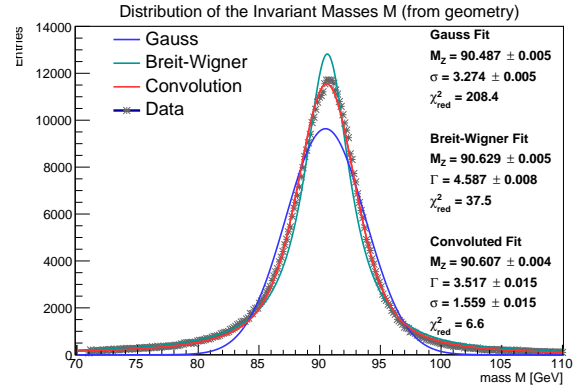 Distribution of the Invariant Masses M (from geometry)
Entries
14000
12000
10000
8000
6000
4000
2000
0
Gauss
Breit-Wigner
Convolution
Data
Gauss Fit
M_Z = 90.487 ± 0.005
σ = 3.274 ± 0.005
χ²_red = 208.4
Breit-Wigner Fit
M_Z = 90.629 ± 0.005
Γ = 4.587 ± 0.008
χ²_red = 37.5
Convoluted Fit
M_Z = 90.607 ± 0.004
Γ = 3.517 ± 0.015
σ = 1.559 ± 0.015
χ²_red = 6.6
70 75 80 85 90 95 100 105 110
mass M [GeV]